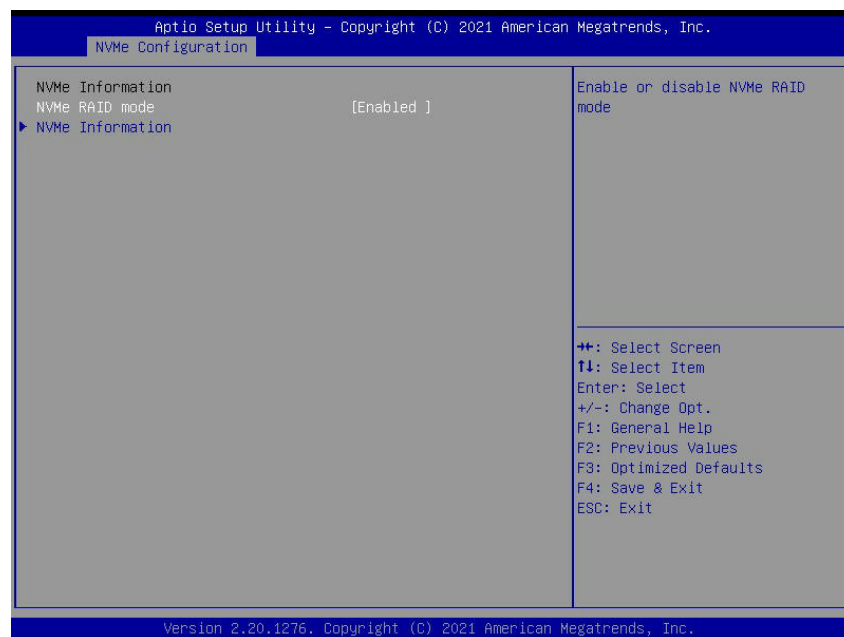 Aptio Setup Utility – Copyright (C) 2021 American Megatrends, Inc.
NVMe Configuration
NVMe Information
NVMe RAID mode [Enabled ]
NVMe Information
Enable or disable NVMe RAID
mode
→←: Select Screen
↑↓: Select Item
Enter: Select
+/-: Change Opt.
F1: General Help
F2: Previous Values
F3: Optimized Defaults
F4: Save & Exit
ESC: Exit
Version 2.20.1276. Copyright (C) 2021 American Megatrends, Inc.